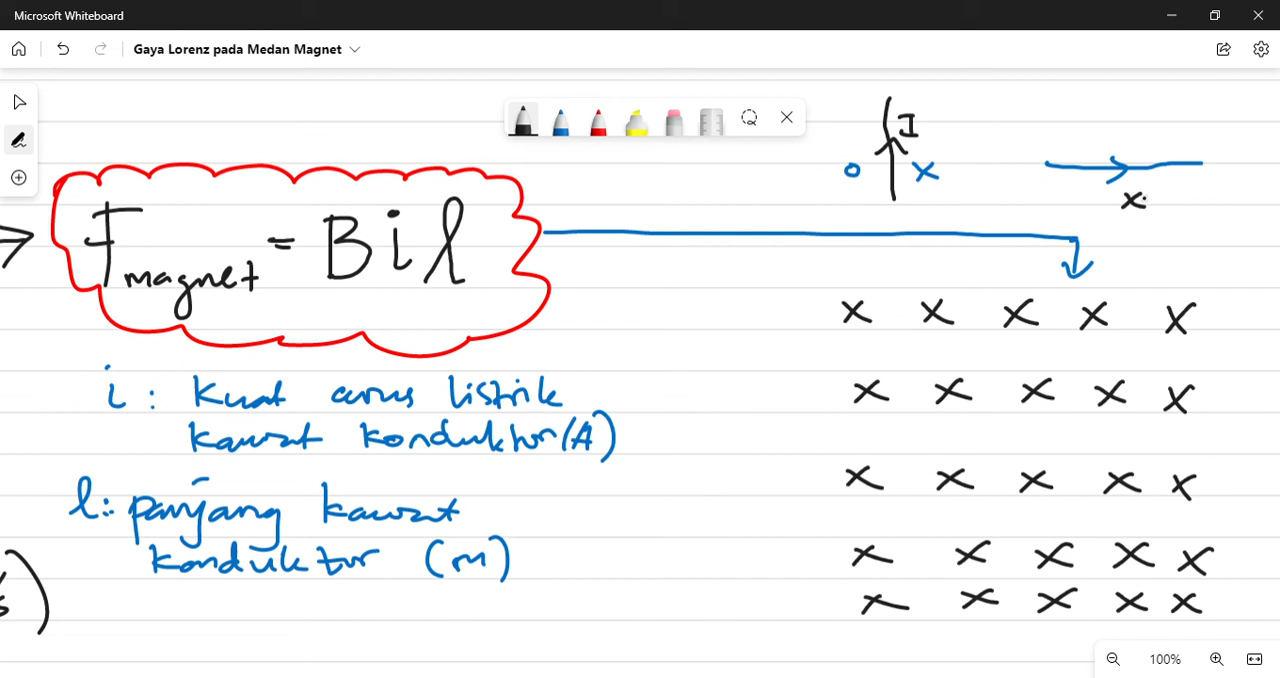 Microsoft Whiteboard
Gaya Lorenz pada Medan Magnet
I
o x
x
F magnet = B i l
x x x x x
i : Kuat arus listrik
x x x x x
kawat konduktor (A)
x x x x x
l : panjang kawat
konduktor (m)
x x x x x
x x x x x
s)
100%